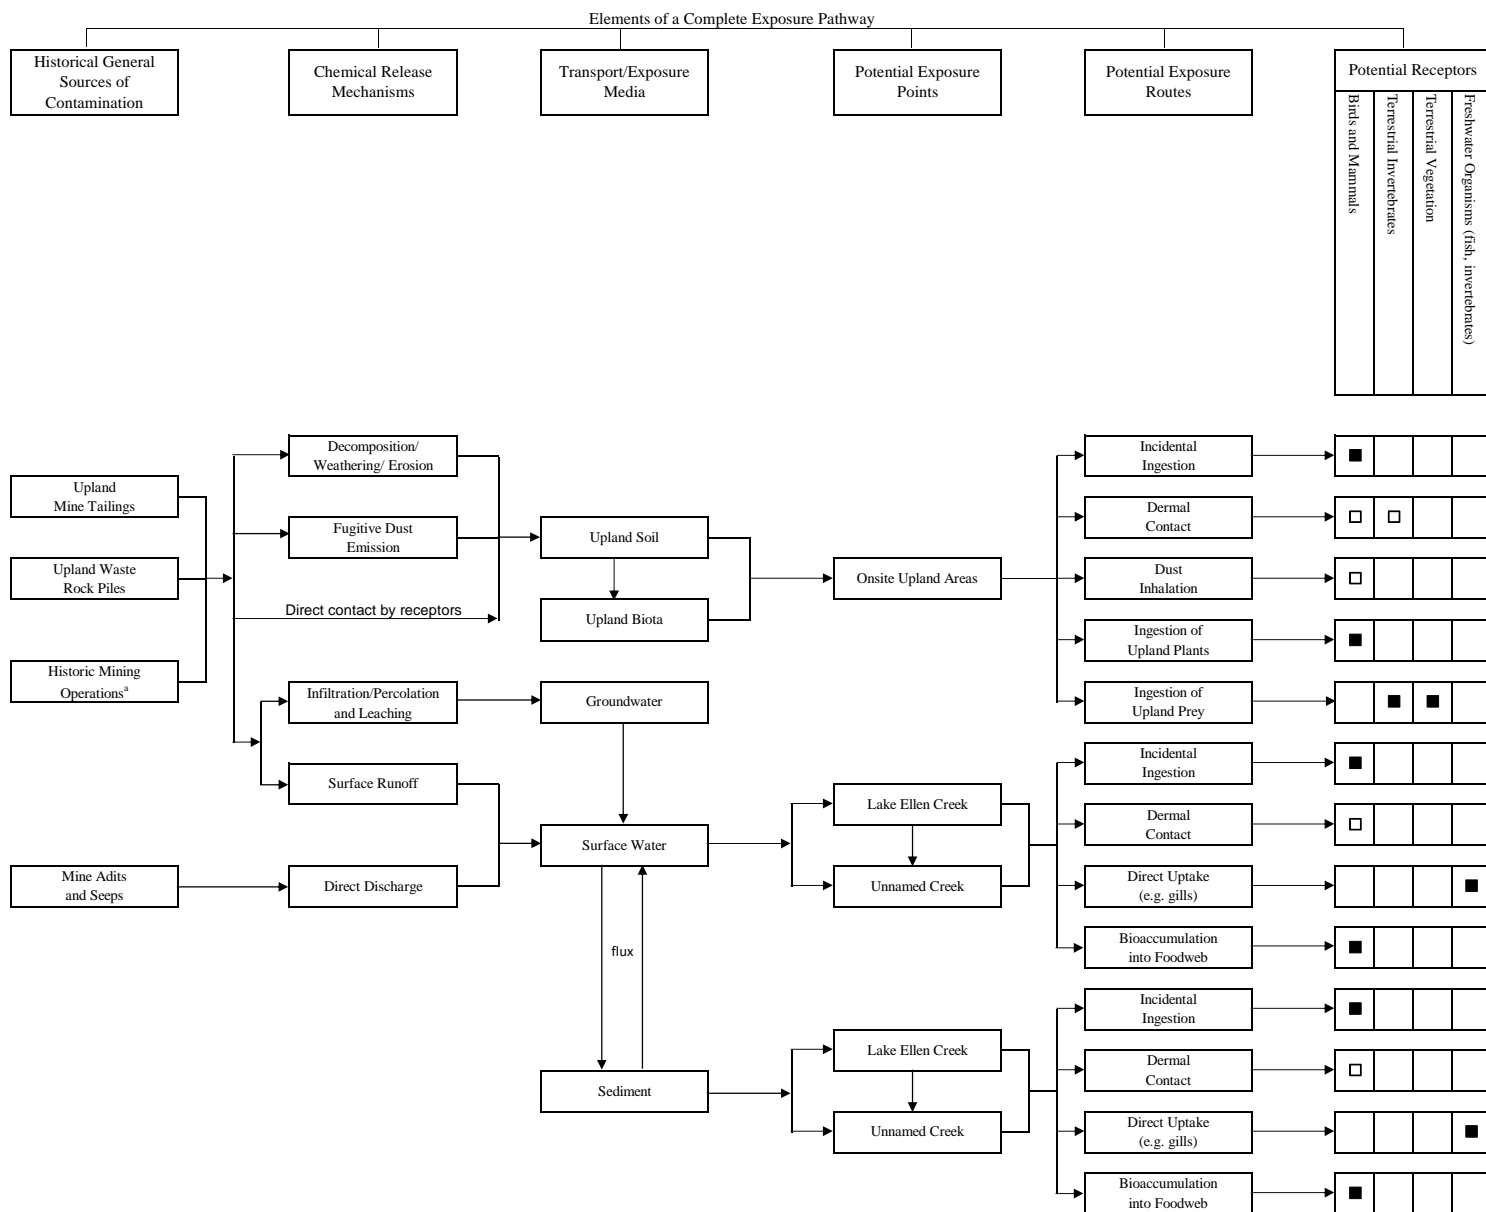 Elements of a Complete Exposure Pathway
Historical General
Sources of
Contamination
Chemical Release
Mechanisms
Transport/Exposure
Media
Potential Exposure
Points
Potential Exposure
Routes
Potential Receptors
Birds and Mammals
Terrestrial Invertebrates
Terrestrial Vegetation
Freshwater Organisms (fish, invertebrates)
Upland
Mine Tailings
Upland Waste
Rock Piles
Historic Mining
Operationsa
Mine Adits
and Seeps
Decomposition/
Weathering/ Erosion
Fugitive Dust
Emission
Direct contact by receptors
Infiltration/Percolation
and Leaching
Surface Runoff
Direct Discharge
Upland Soil
Upland Biota
Groundwater
Surface Water
flux
Sediment
Onsite Upland Areas
Lake Ellen Creek
Unnamed Creek
Lake Ellen Creek
Unnamed Creek
Incidental
Ingestion
Dermal
Contact
Dust
Inhalation
Ingestion of
Upland Plants
Ingestion of
Upland Prey
Incidental
Ingestion
Dermal
Contact
Direct Uptake
(e.g. gills)
Bioaccumulation
into Foodweb
Incidental
Ingestion
Dermal
Contact
Direct Uptake
(e.g. gills)
Bioaccumulation
into Foodweb